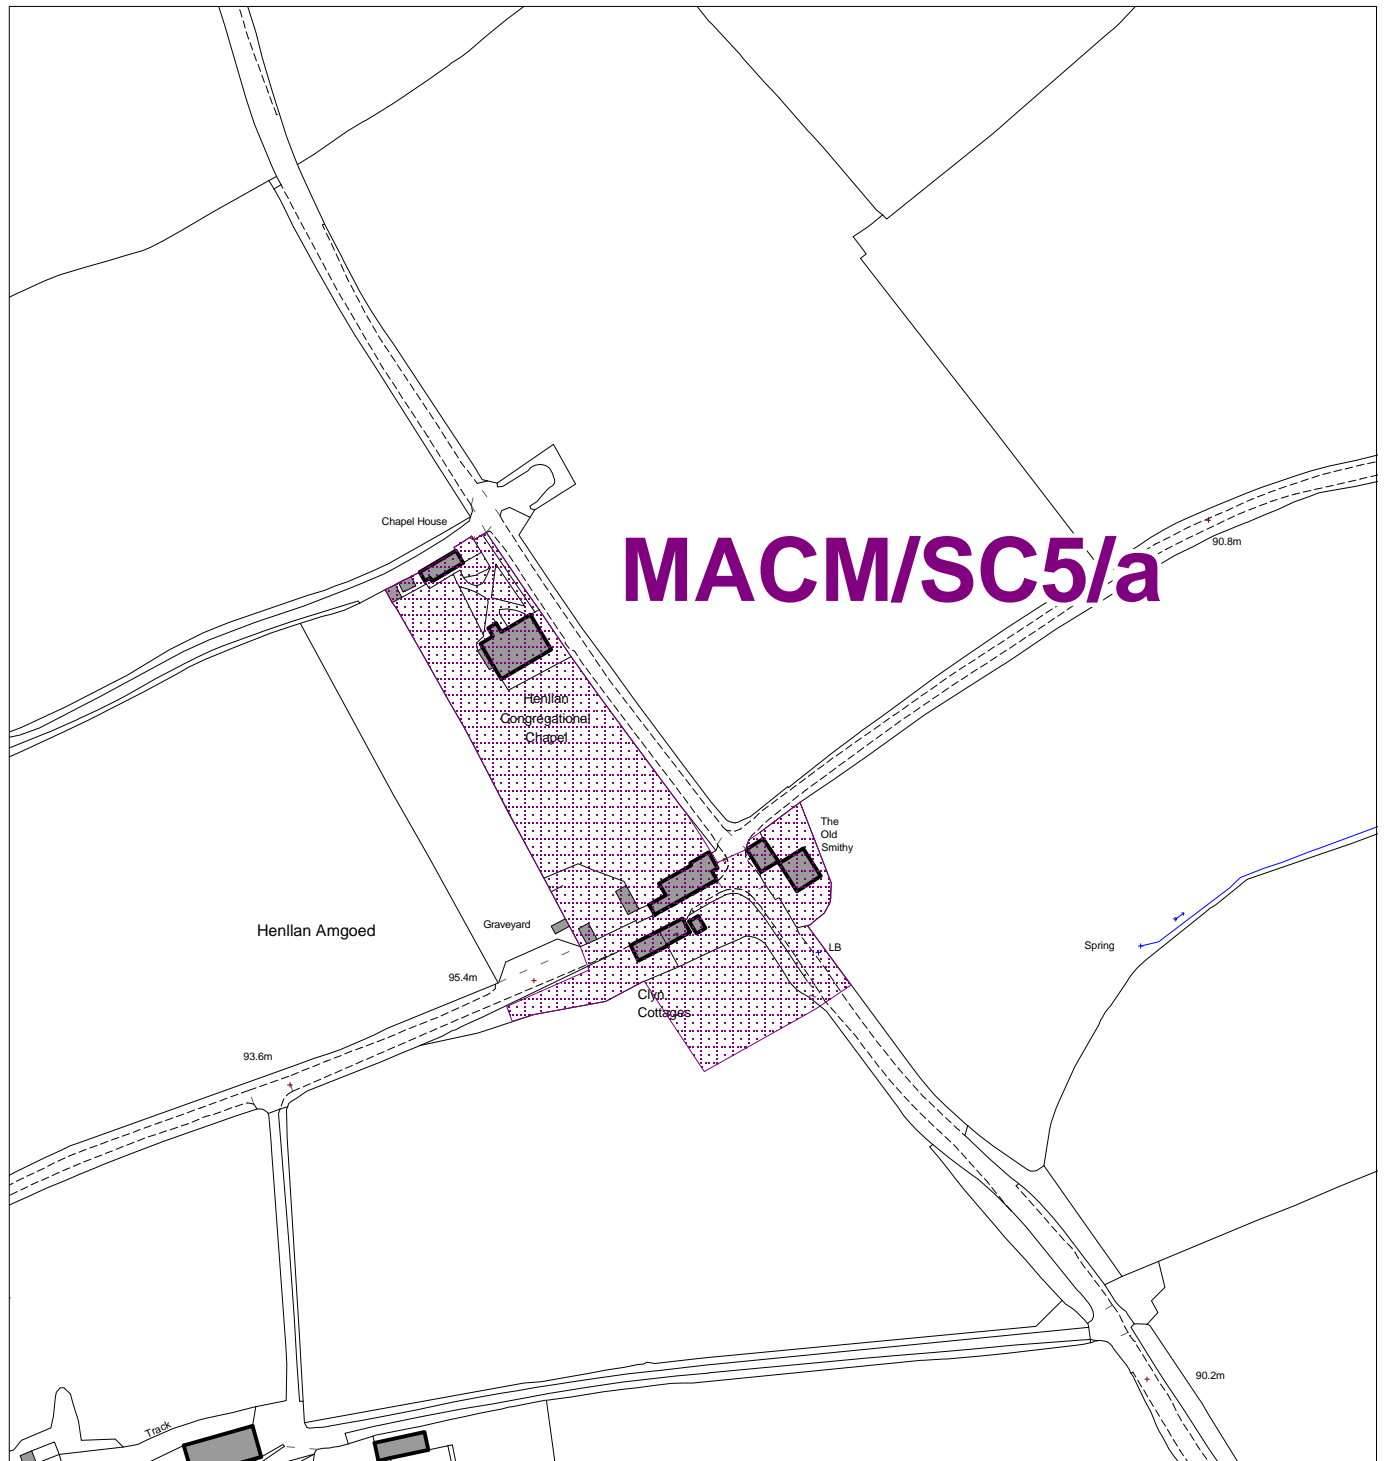 Chapel House
MACM/SC5/a
90.8m
Henllan
Congregational
Chapel
The
Old
Smithy
Graveyard
Henllan Amgoed
LB
Spring
95.4m
Clyn
Cottages
93.6m
90.2m
Track